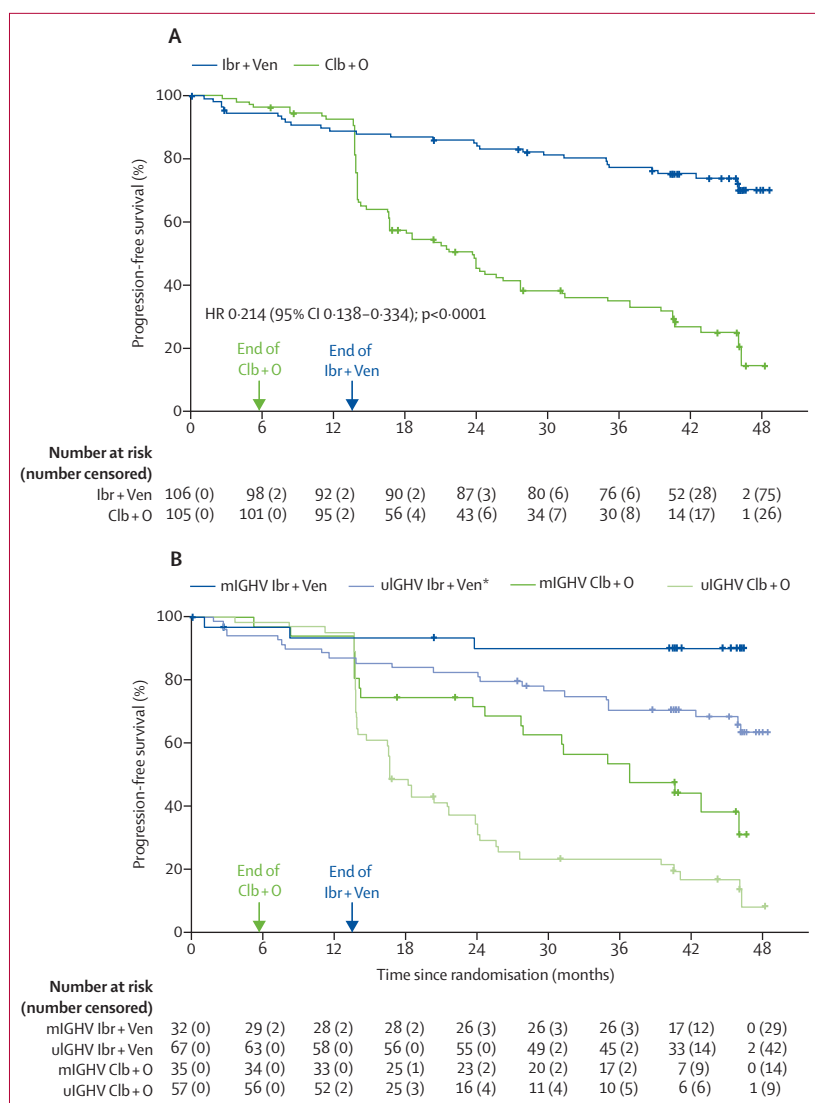 A
Ibr + Ven Clb + O
100
80
60
40
20
0
Progression-free survival (%)
HR 0·214 (95% CI 0·138–0·334); p<0·0001
End of Clb + O
End of Ibr + Ven
0 6 12 18 24 30 36 42 48
Number at risk
(number censored)
Ibr + Ven 106 (0) 98 (2) 92 (2) 90 (2) 87 (3) 80 (6) 76 (6) 52 (28) 2 (75)
Clb + O 105 (0) 101 (0) 95 (2) 56 (4) 43 (6) 34 (7) 30 (8) 14 (17) 1 (26)
B
mIGHV Ibr + Ven uIGHV Ibr + Ven* mIGHV Clb + O uIGHV Clb + O
100
80
60
40
20
0
Progression-free survival (%)
End of Clb + O
End of Ibr + Ven
0 6 12 18 24 30 36 42 48
Time since randomisation (months)
Number at risk
(number censored)
mIGHV Ibr + Ven 32 (0) 29 (2) 28 (2) 28 (2) 26 (3) 26 (3) 26 (3) 17 (12) 0 (29)
uIGHV Ibr + Ven 67 (0) 63 (0) 58 (0) 56 (0) 55 (0) 49 (2) 45 (2) 33 (14) 2 (42)
mIGHV Clb + O 35 (0) 34 (0) 33 (0) 25 (1) 23 (2) 20 (2) 17 (2) 7 (9) 0 (14)
uIGHV Clb + O 57 (0) 56 (0) 52 (2) 25 (3) 16 (4) 11 (4) 10 (5) 6 (6) 1 (9)